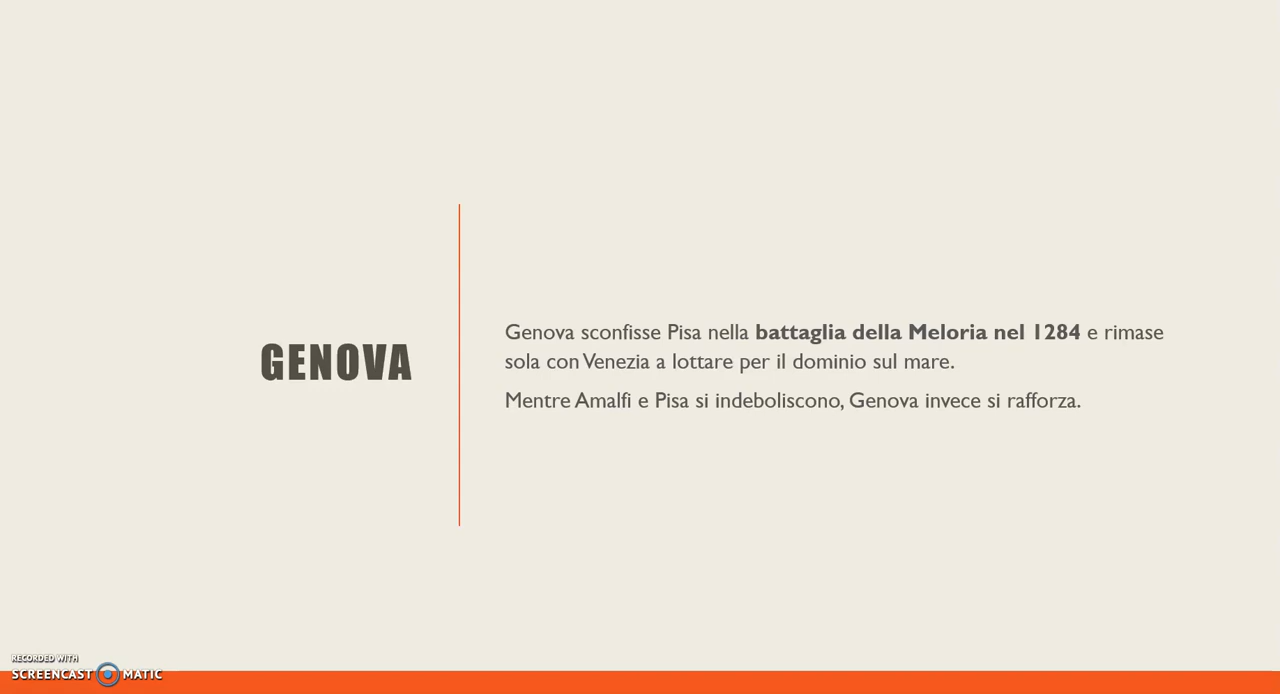 GENOVA
Genova sconfisse Pisa nella battaglia della Meloria nel 1284 e rimase
sola con Venezia a lottare per il dominio sul mare.
Mentre Amalfi e Pisa si indeboliscono, Genova invece si rafforza.
RECORDED WITH
SCREENCAST MATIC